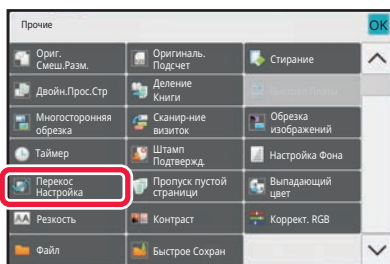 Прочие
OK
Ориг.
Смеш.Разм.
Оригиналь.
Подсчет
Стирание
Двойн.Прос.Стр
Деление
Книги
Многосторонняя
обрезка
Сканир-ние
визиток
Обрезка
изображений
Таймер
Штамп
Подтвержд.
Настройка Фона
Перекос
Настройка
Пропуск пустой
страници
Выпадающий
цвет
Резкость
Контраст
Коррект. RGB
Файл
Быстрое Сохран